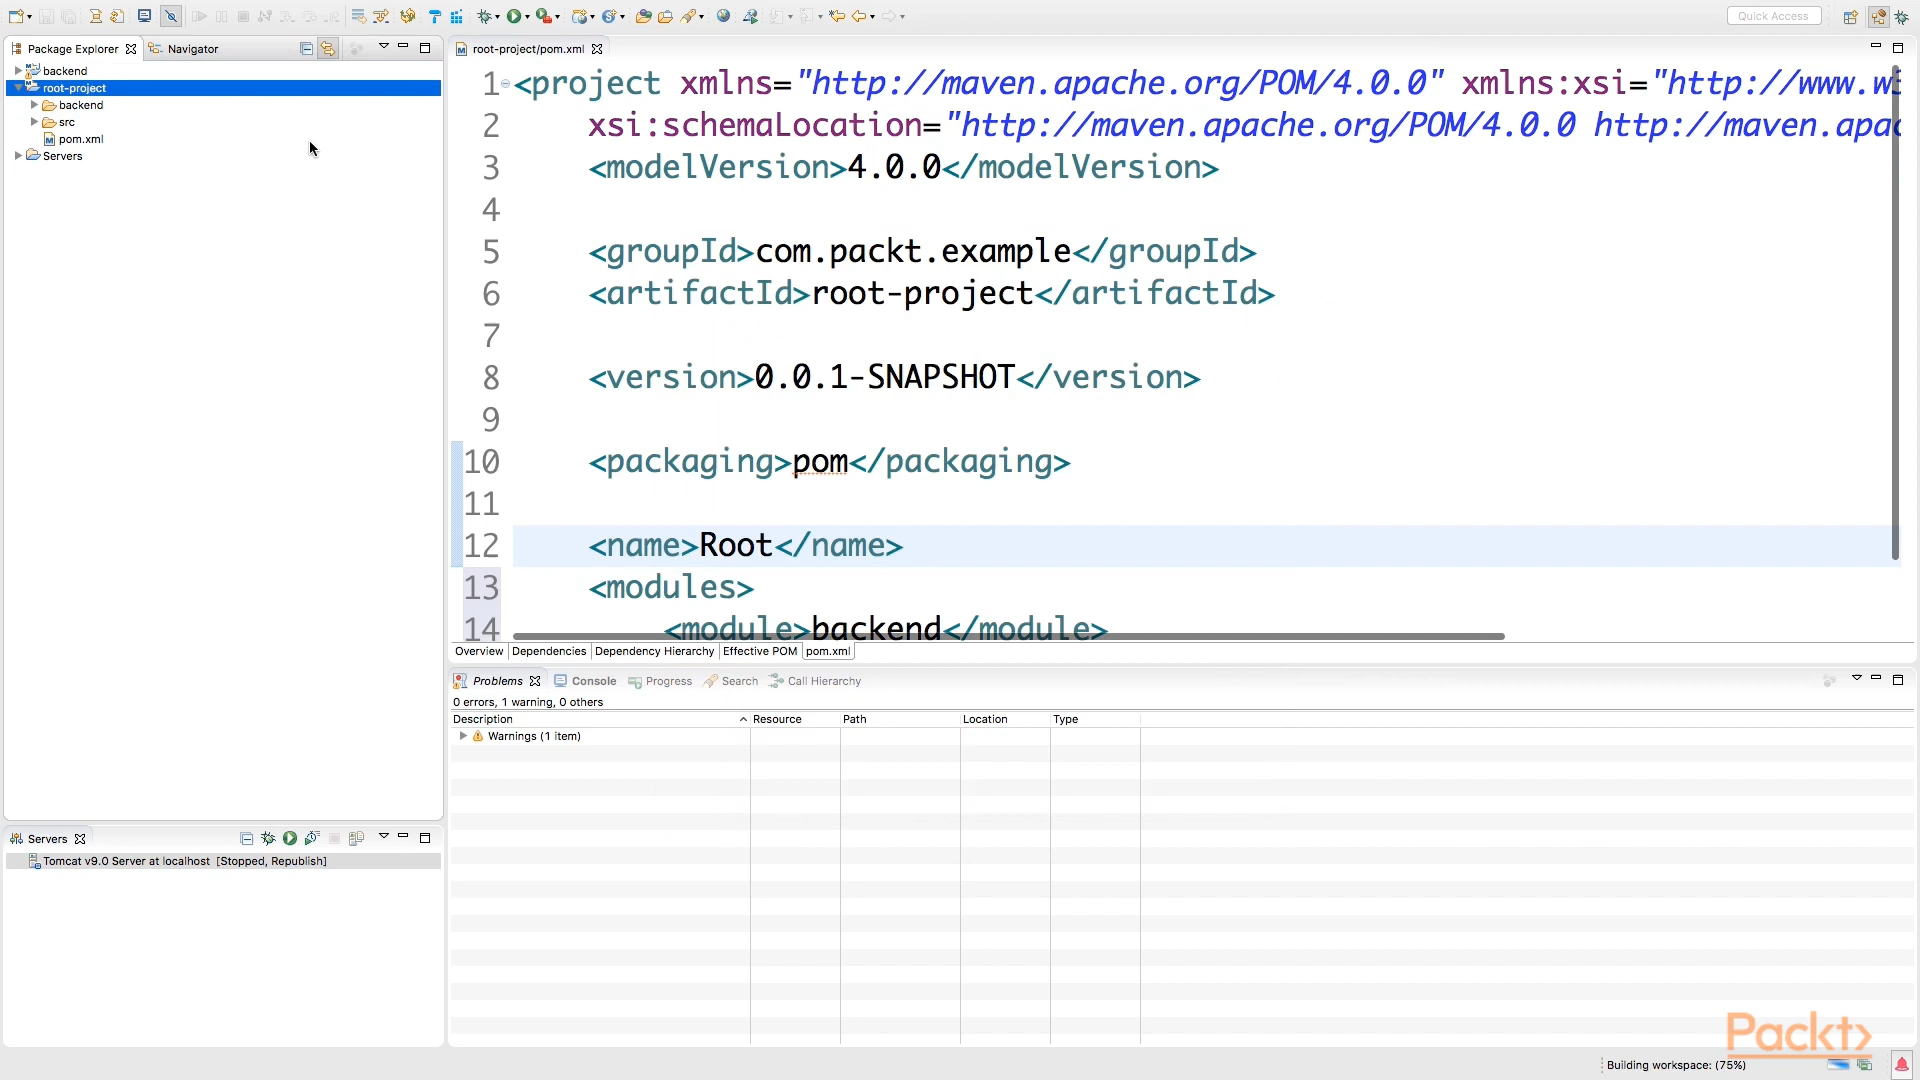 Quick Access
Package Explorer
Navigator
backend
root-project
backend
src
pom.xml
Servers
root-project/pom.xml
1 <project xmlns="http://maven.apache.org/POM/4.0.0" xmlns:xsi="http://www.w3
2 xsi:schemaLocation="http://maven.apache.org/POM/4.0.0 http://maven.apac
3 <modelVersion>4.0.0</modelVersion>
4
5 <groupId>com.packt.example</groupId>
6 <artifactId>root-project</artifactId>
7
8 <version>0.0.1-SNAPSHOT</version>
9
10 <packaging>pom</packaging>
11
12 <name>Root</name>
13 <modules>
14 <module>backend</module>
Overview Dependencies Dependency Hierarchy Effective POM pom.xml
Problems Console Progress Search Call Hierarchy
0 errors, 1 warning, 0 others
Description Resource Path Location Type
Warnings (1 item)
Servers
Tomcat v9.0 Server at localhost [Stopped, Republish]
Packt>
Building workspace: (75%)